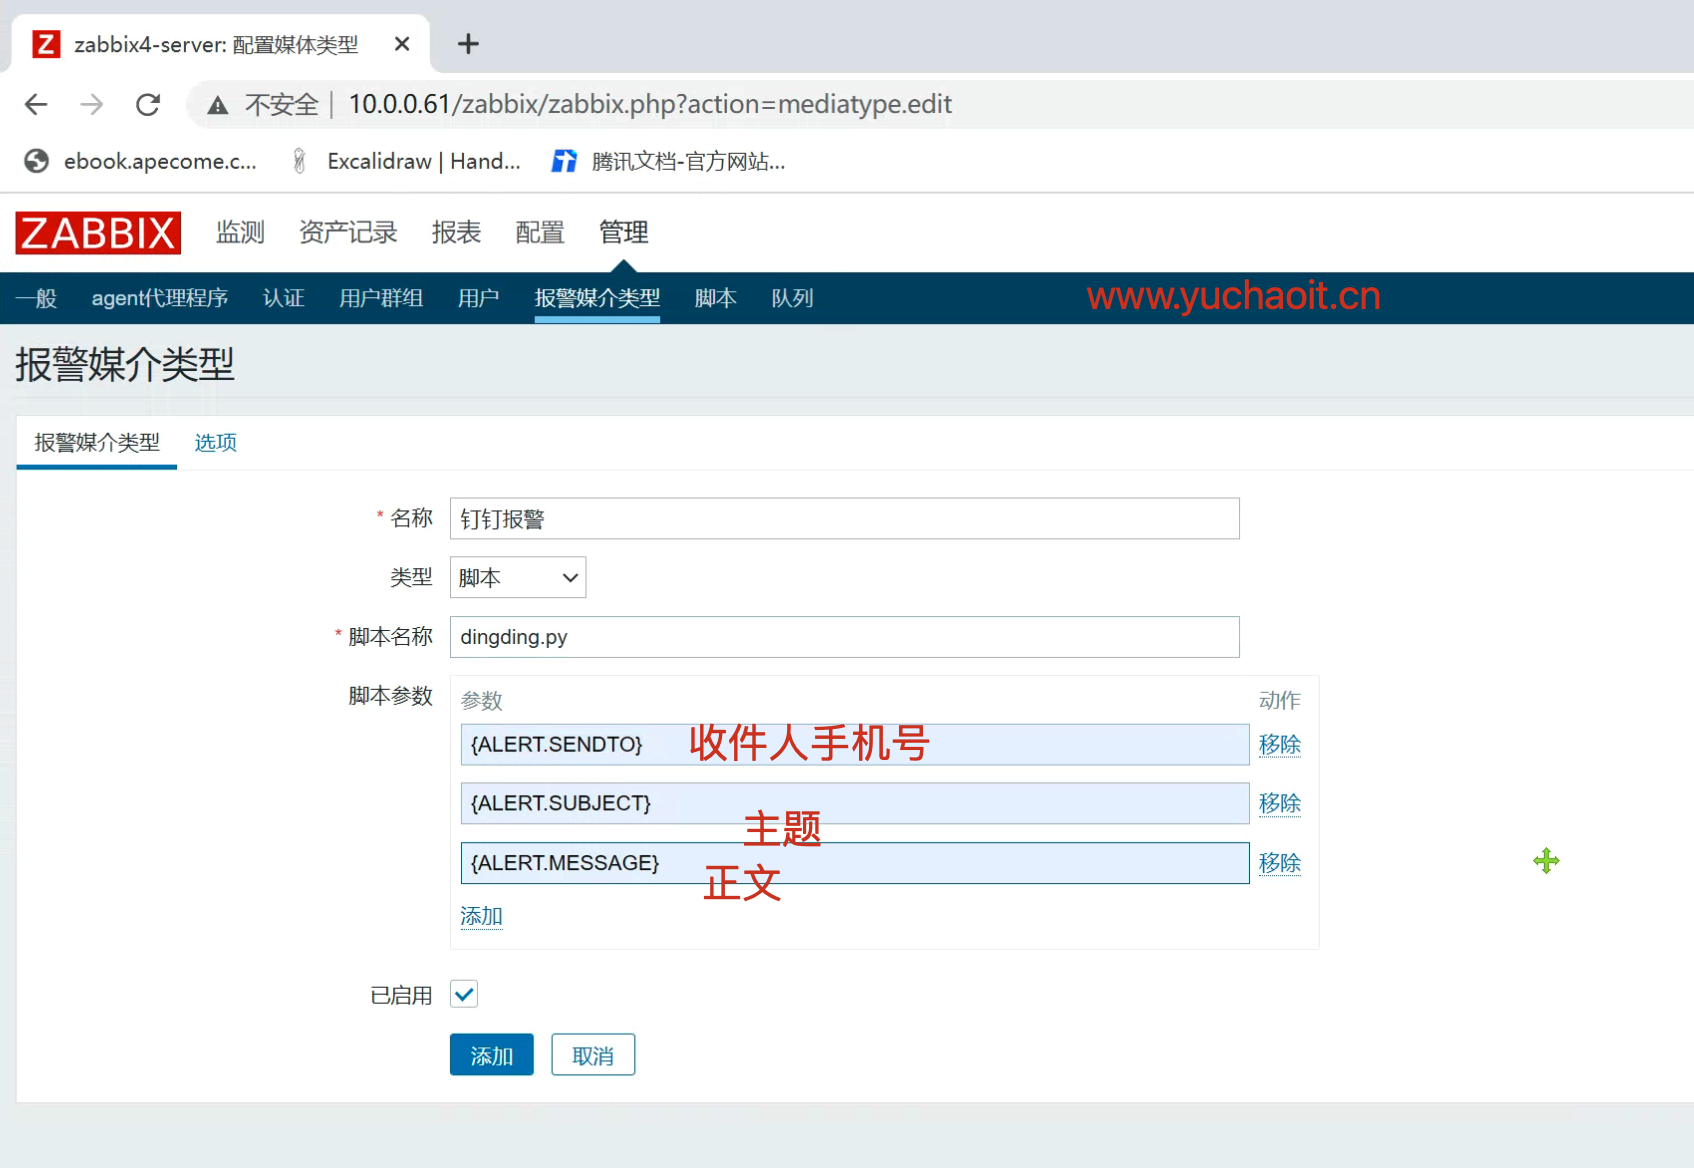 Z zabbix4-server: 配置媒体类型
不安全 | 10.0.0.61/zabbix/zabbix.php?action=mediatype.edit
ebook.apecome.c... Excalidraw | Hand... 腾讯文档-官方网站...
ZABBIX 监测 资产记录 报表 配置 管理
一般 agent代理程序 认证 用户群组 用户 报警媒介类型 脚本 队列 www.yuchaoit.cn
报警媒介类型
报警媒介类型 选项
* 名称 钉钉报警
类型 脚本
* 脚本名称 dingding.py
脚本参数 参数 动作
{ALERT.SENDTO} 收件人手机号 移除
{ALERT.SUBJECT} 移除
主题
{ALERT.MESSAGE} 移除
正文
添加
已启用
添加 取消